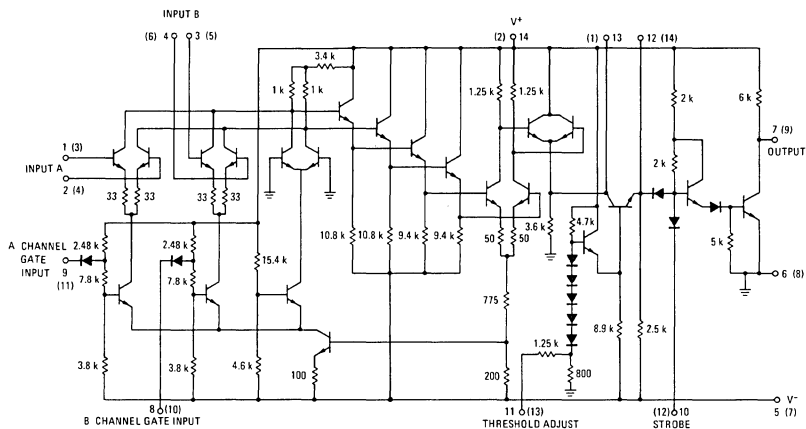 INPUT B
(6) 4 3 (5)
V⁺
(2) 14
(1) 13
12 (14)
3.4 k
1 k
1 k
1.25 k
1.25 k
2 k
6 k
7 (9)
OUTPUT
1 (3)
INPUT A
2 (4)
2 k
33
33
33
33
3.6 k
4.7k
5 k
10.8 k
10.8 k
9.4 k
9.4 k
50
50
A CHANNEL
GATE
INPUT
9
(11)
2.48 k
2.48 k
15.4 k
6 (8)
7.8 k
7.8 k
775
8.9 k
2.5 k
1.25 k
3.8 k
3.8 k
4.6 k
100
200
800
V⁻
5 (7)
8 (10)
B CHANNEL GATE INPUT
11 (13)
THRESHOLD ADJUST
(12) 10
STROBE